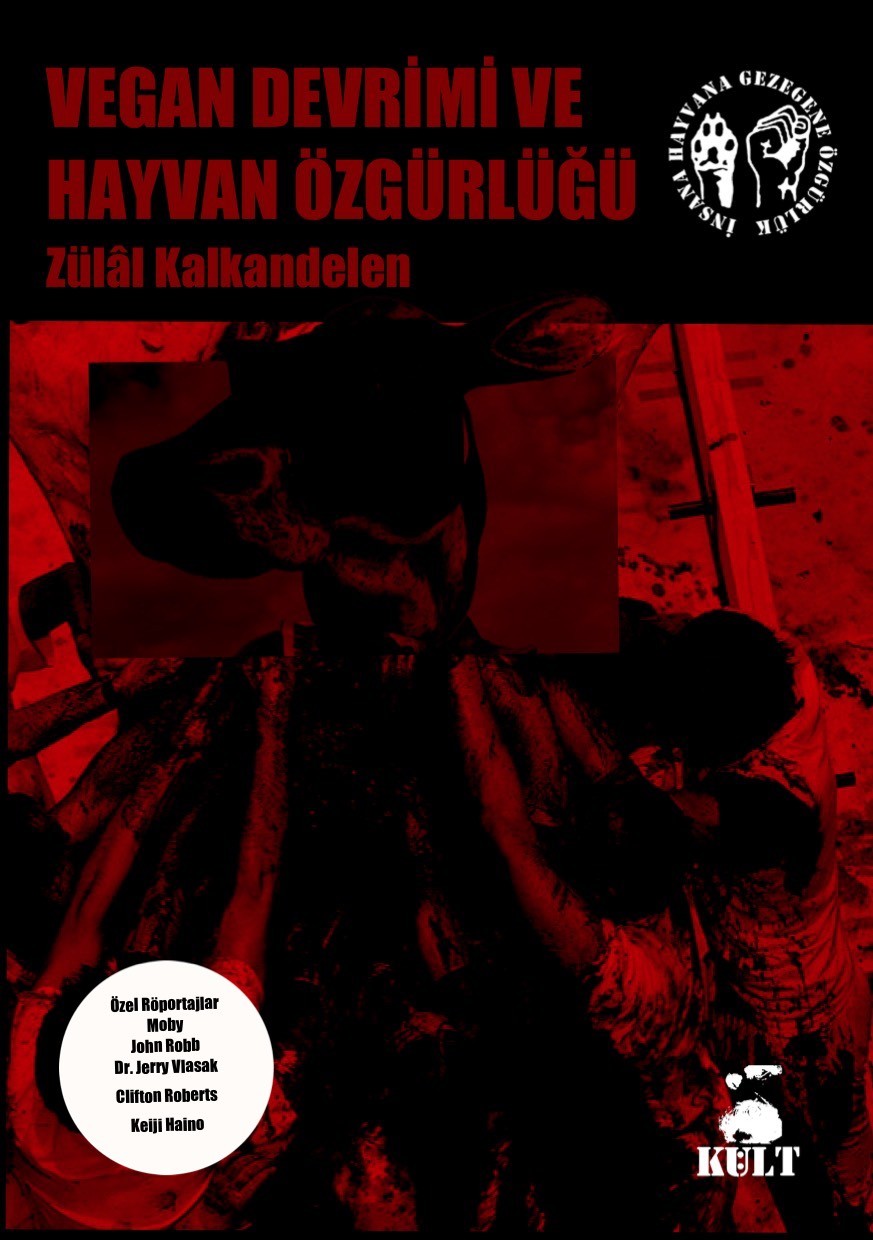 VEGAN DEVRİMİ VE
HAYVAN ÖZGÜRLÜĞÜ
Zülâl Kalkandelen
İNSANA HAYVANA GEZEGENE ÖZGÜRLÜK
Özel Röportajlar
Moby
John Robb
Dr. Jerry Vlasak
Clifton Roberts
Keiji Haino
KÜLT